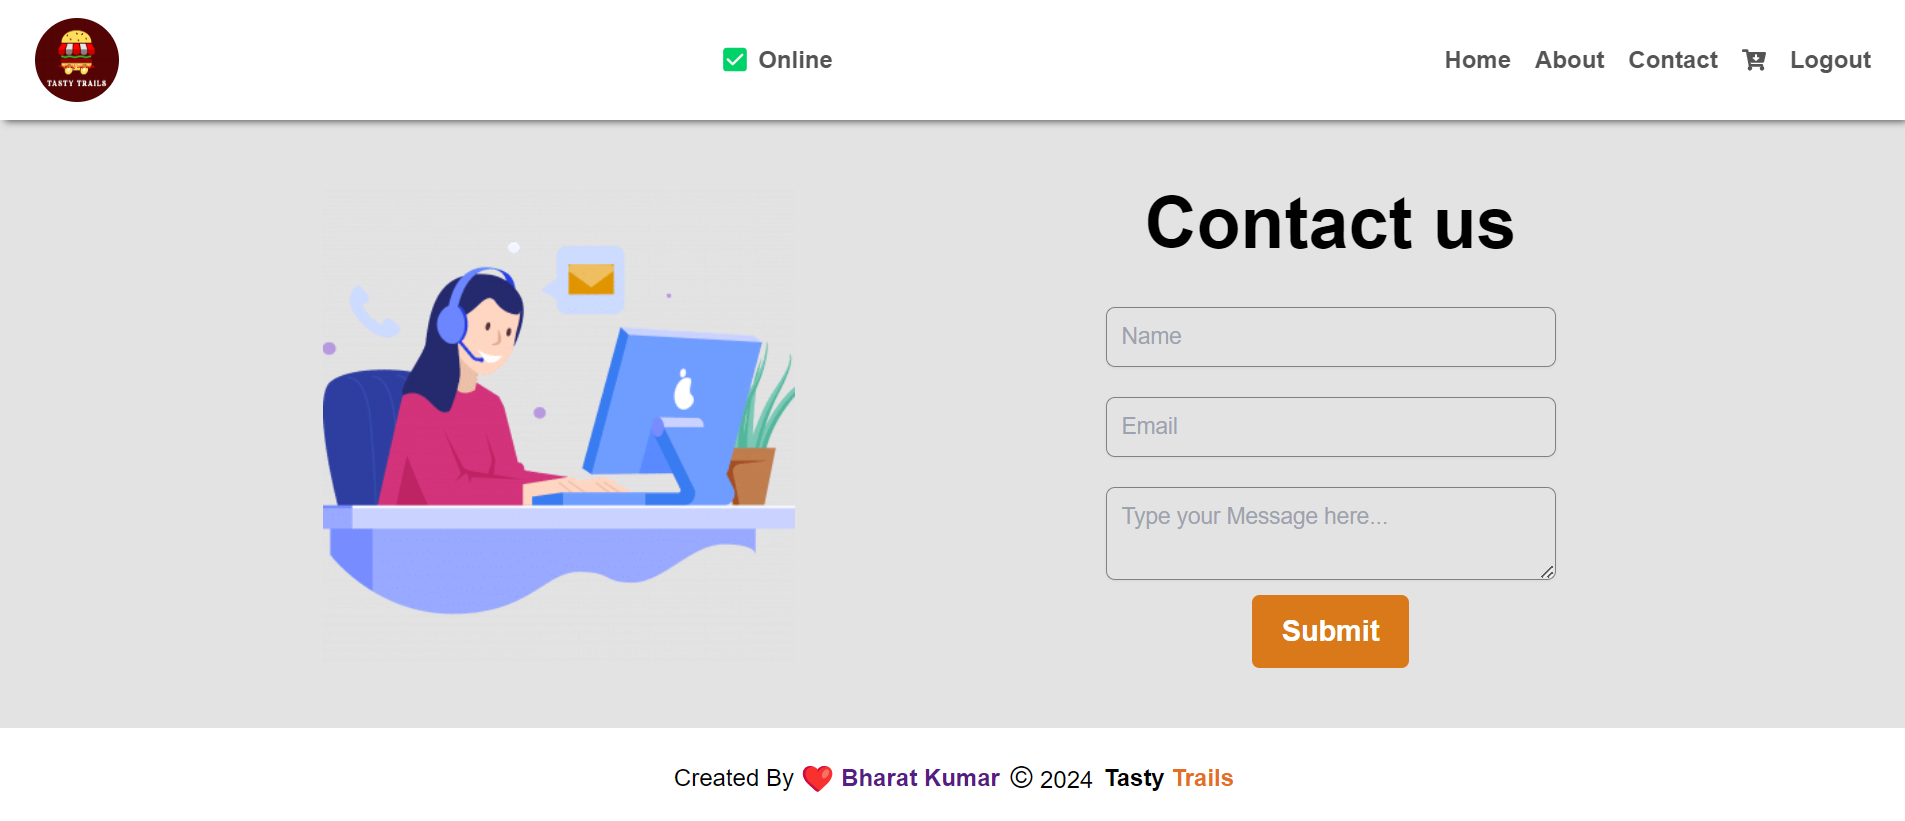 TASTY TRAILS
Online
Home About Contact Logout
Contact us
Name
Email
Type your Message here...
Submit
Created By ❤️ Bharat Kumar © 2024 Tasty Trails